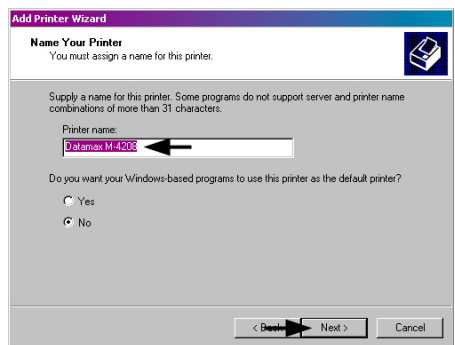 Add Printer Wizard
Name Your Printer
You must assign a name for this printer.
Supply a name for this printer. Some programs do not support server and printer name
combinations of more than 31 characters.
Printer name:
Datamax M-4208
Do you want your Windows-based programs to use this printer as the default printer?
Yes
No
< Back Next > Cancel